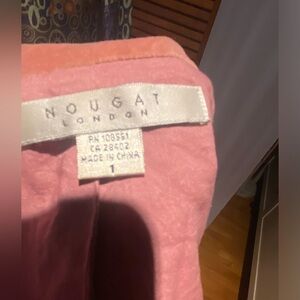 NOUGAT
LONDON
RN 108551
CA 28402
MADE IN CHINA
1